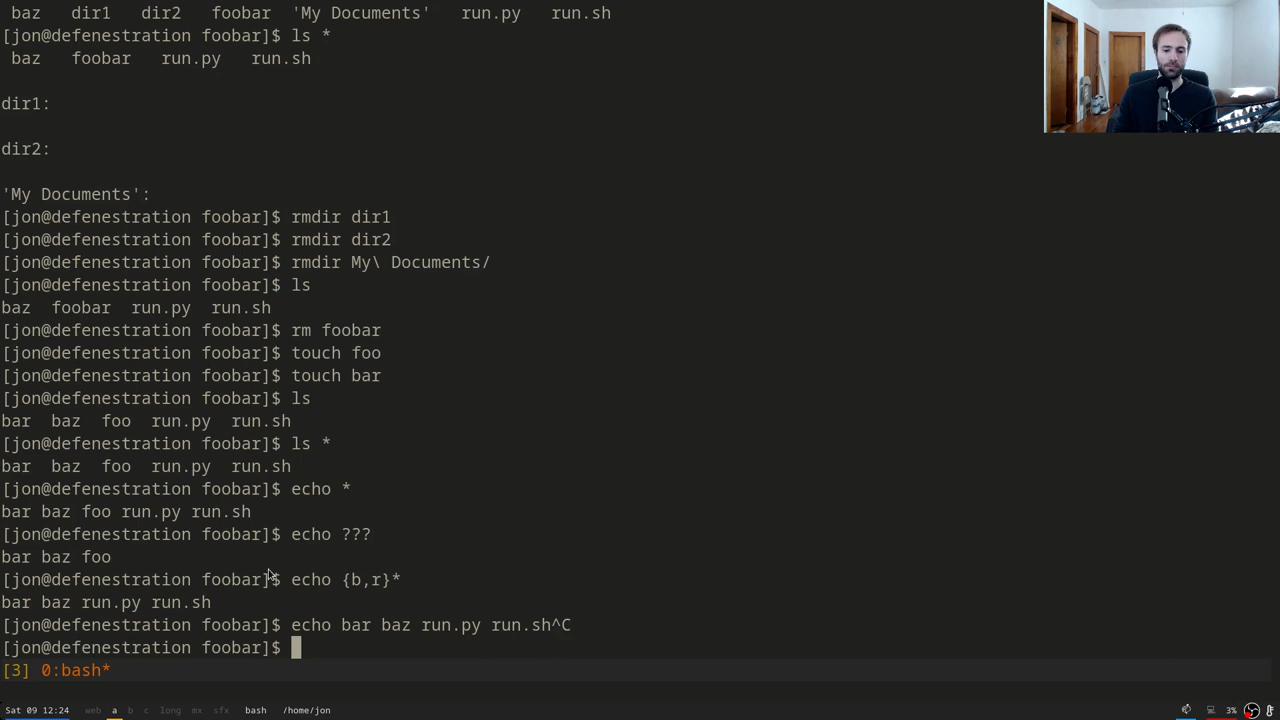 baz dir1 dir2 foobar 'My Documents' run.py run.sh
[jon@defenestration foobar]$ ls *
baz foobar run.py run.sh
dir1:
dir2:
'My Documents':
[jon@defenestration foobar]$ rmdir dir1
[jon@defenestration foobar]$ rmdir dir2
[jon@defenestration foobar]$ rmdir My\ Documents/
[jon@defenestration foobar]$ ls
baz foobar run.py run.sh
[jon@defenestration foobar]$ rm foobar
[jon@defenestration foobar]$ touch foo
[jon@defenestration foobar]$ touch bar
[jon@defenestration foobar]$ ls
bar baz foo run.py run.sh
[jon@defenestration foobar]$ ls *
bar baz foo run.py run.sh
[jon@defenestration foobar]$ echo *
bar baz foo run.py run.sh
[jon@defenestration foobar]$ echo ???
bar baz foo
[jon@defenestration foobar]$ echo {b,r}*
bar baz run.py run.sh
[jon@defenestration foobar]$ echo bar baz run.py run.sh^C
[jon@defenestration foobar]$
[3] 0:bash*
Sat 09 12:24 web a b c long mx sfx bash /home/jon 3%